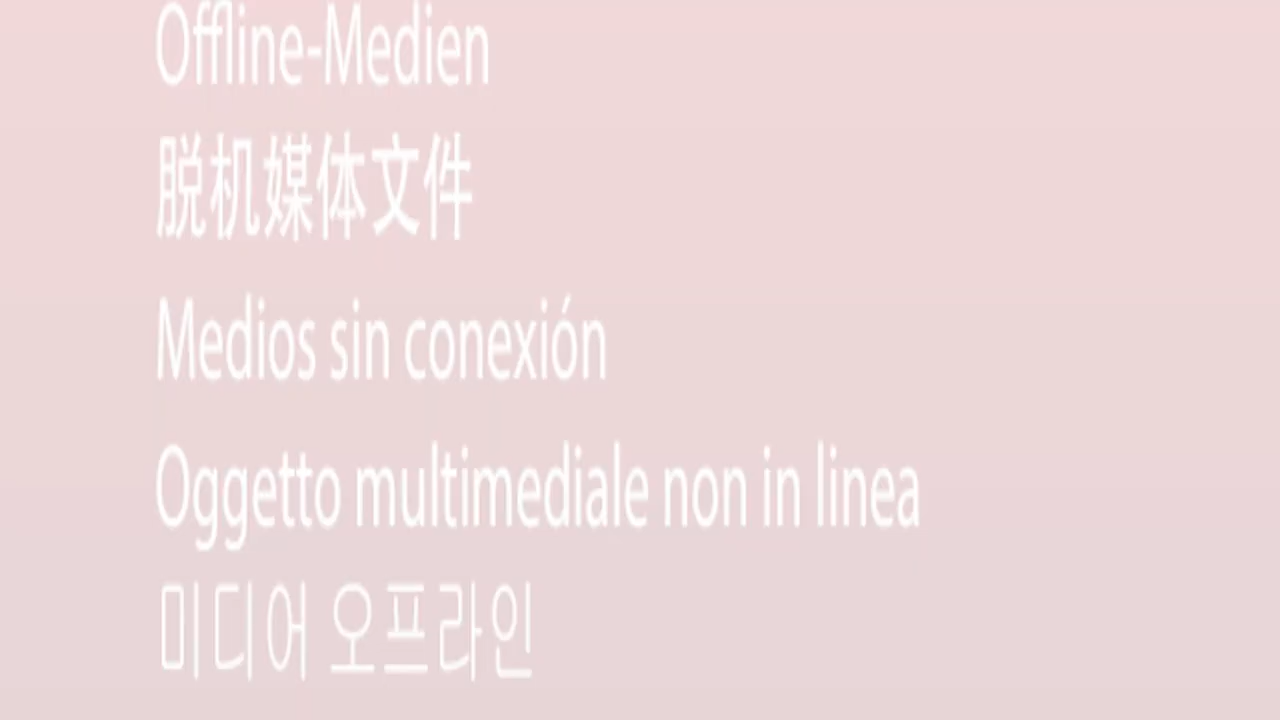 Offline-Medien
脱机媒体文件
Medios sin conexión
Oggetto multimediale non in linea
미디어 오프라인